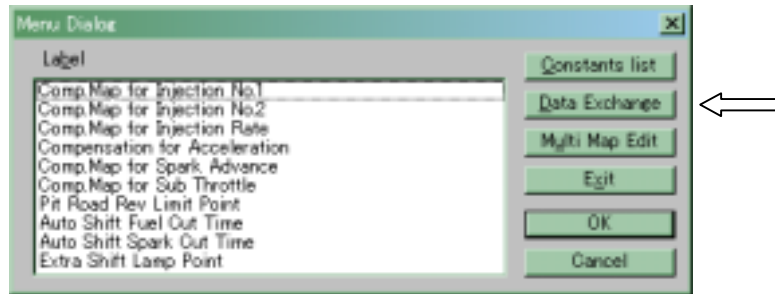 Menu Dialog
Label
Comp.Map for Injection No.1
Comp.Map for Injection No.2
Comp.Map for Injection Rate
Compensation for Acceleration
Comp.Map for Spark Advance
Comp.Map for Sub Throttle
Pit Road Rev Limit Point
Auto Shift Fuel Cut Time
Auto Shift Spark Cut Time
Extra Shift Lamp Point
Constants list
Data Exchange
Multi Map Edit
Exit
OK
Cancel